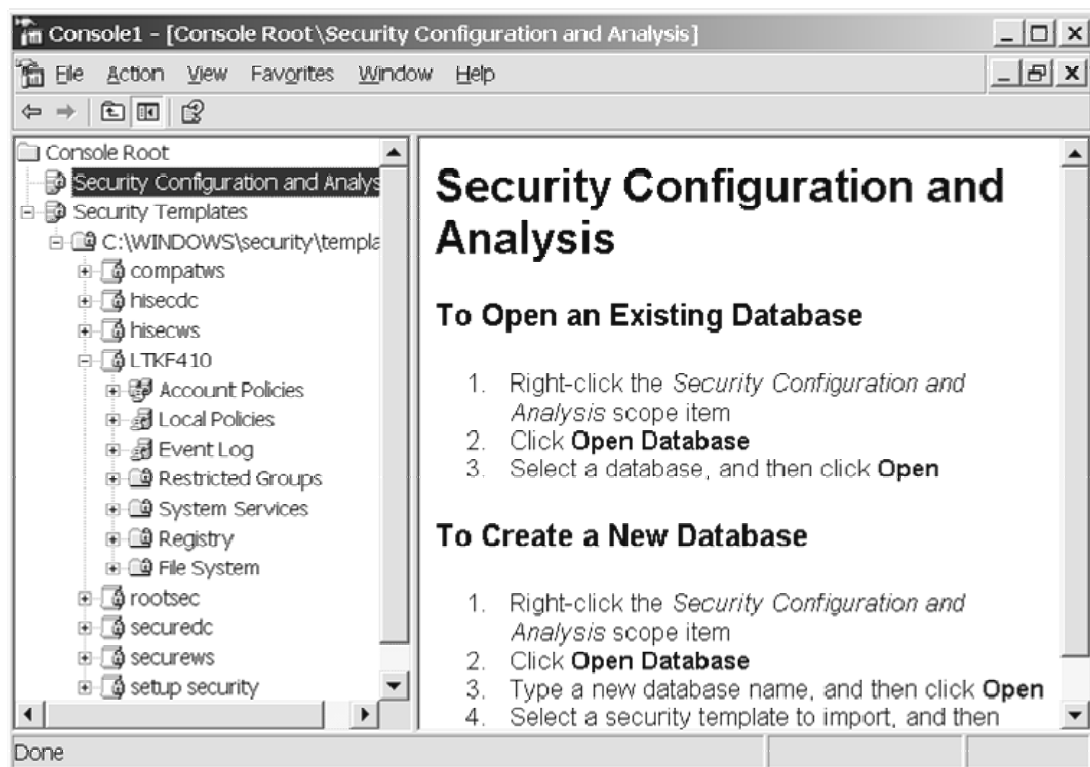 Console1 – [Console Root\Security Configuration and Analysis]
File Action View Favorites Window Help
Console Root
Security Configuration and Analys
Security Templates
C:\WINDOWS\security\templa
compatws
hisecdc
hisecws
LTKF410
Account Policies
Local Policies
Event Log
Restricted Groups
System Services
Registry
File System
rootsec
securedc
securews
setup security
Security Configuration and
Analysis
To Open an Existing Database
1. Right-click the Security Configuration and
Analysis scope item
2. Click Open Database
3. Select a database, and then click Open
To Create a New Database
1. Right-click the Security Configuration and
Analysis scope item
2. Click Open Database
3. Type a new database name, and then click Open
4. Select a security template to import, and then
Done